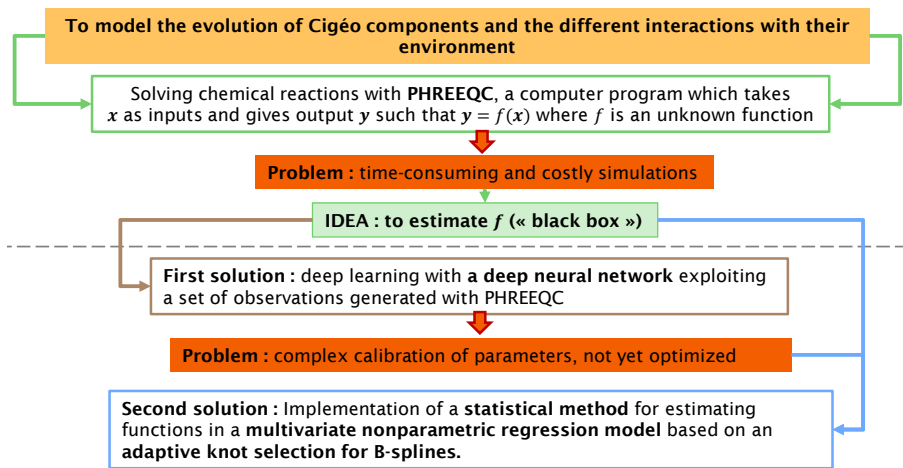 To model the evolution of Cigéo components and the different interactions with their
environment
Solving chemical reactions with PHREEQC, a computer program which takes
x as inputs and gives output y such that y = f(x) where f is an unknown function
Problem : time-consuming and costly simulations
IDEA : to estimate f (« black box »)
First solution : deep learning with a deep neural network exploiting
a set of observations generated with PHREEQC
Problem : complex calibration of parameters, not yet optimized
Second solution : Implementation of a statistical method for estimating
functions in a multivariate nonparametric regression model based on an
adaptive knot selection for B-splines.